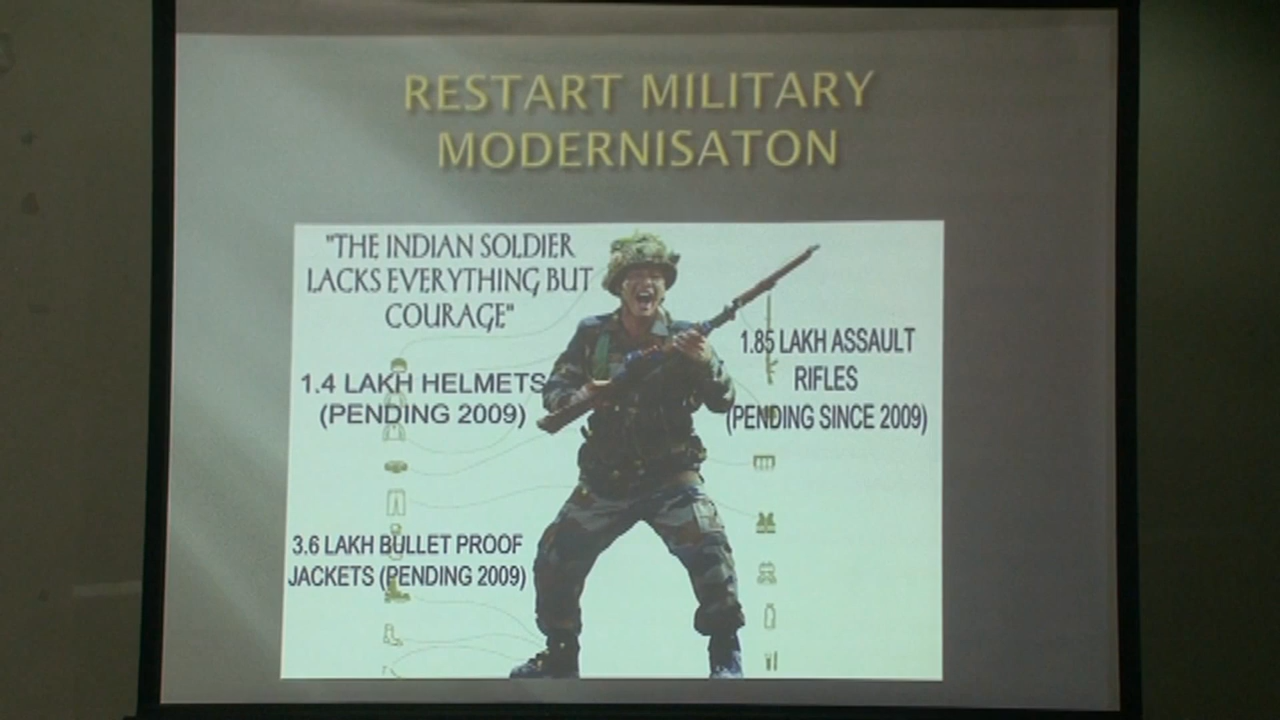 RESTART MILITARY
MODERNISATON
"THE INDIAN SOLDIER
LACKS EVERYTHING BUT
COURAGE"
1.4 LAKH HELMETS
(PENDING 2009)
3.6 LAKH BULLET PROOF
JACKETS (PENDING 2009)
1.85 LAKH ASSAULT
RIFLES
(PENDING SINCE 2009)